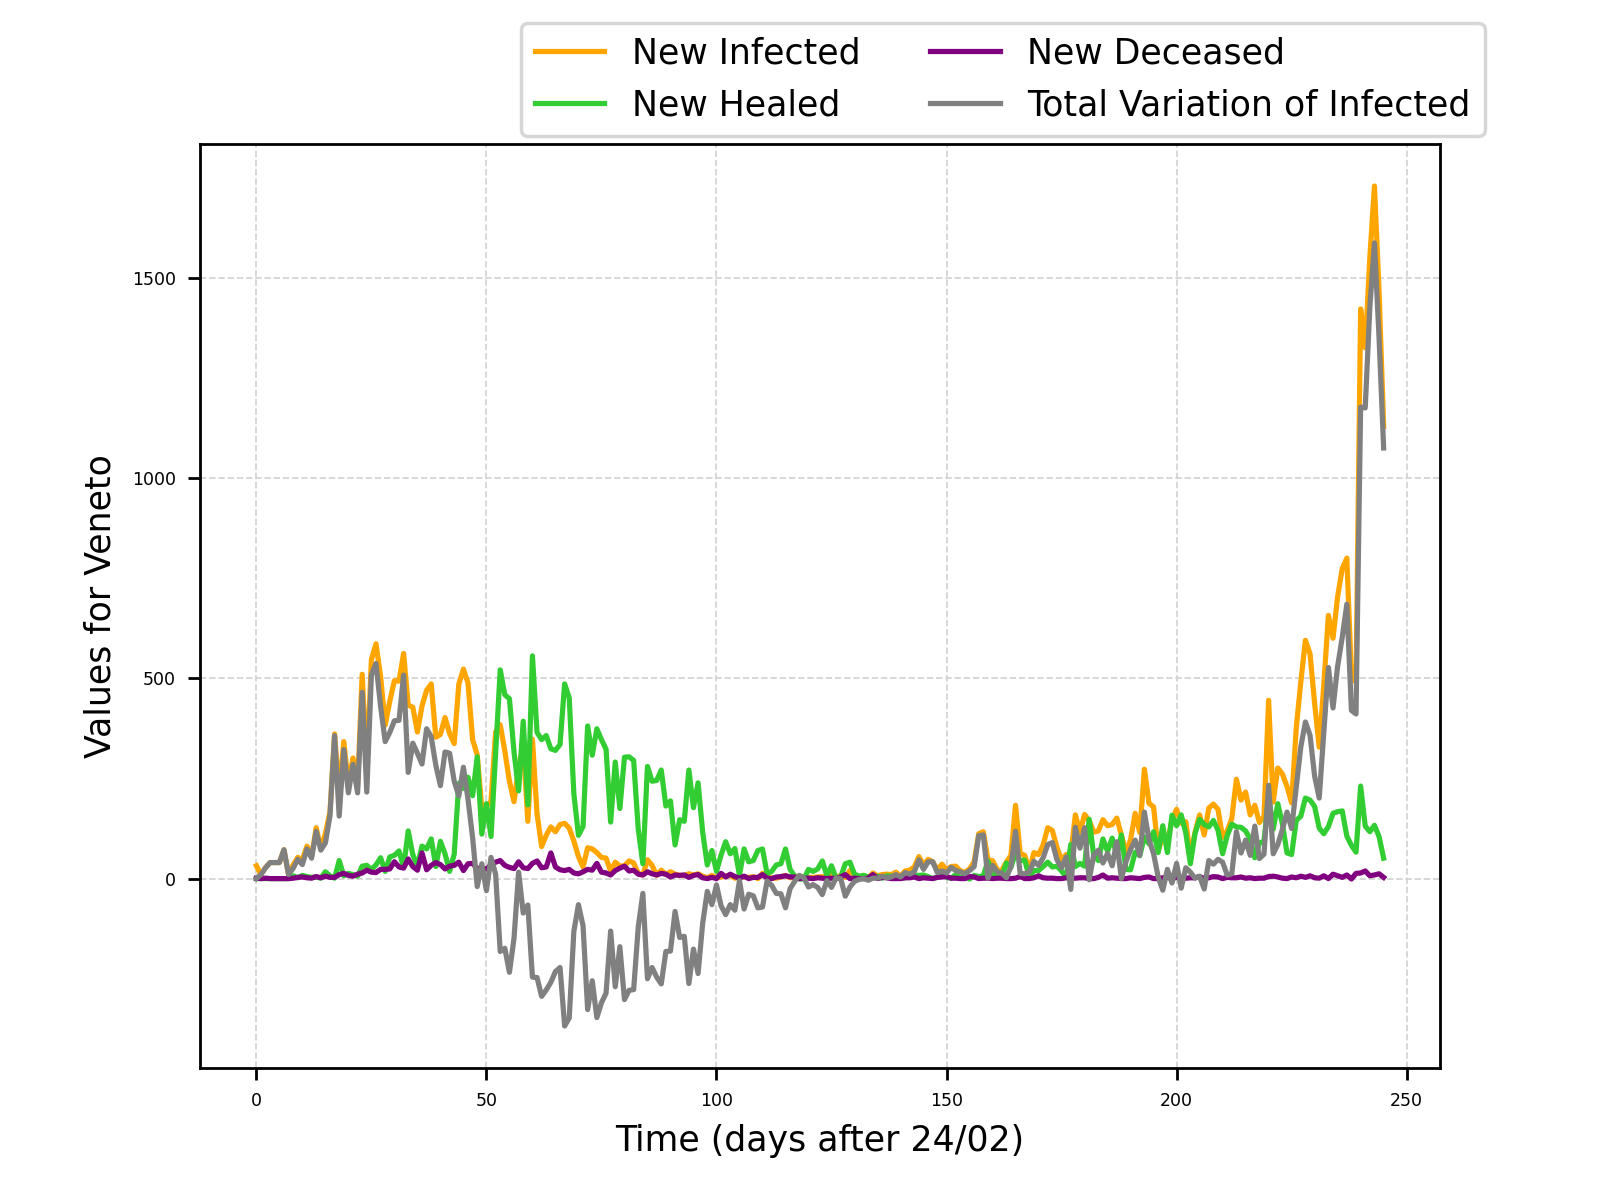 New Infected
New Healed
New Deceased
Total Variation of Infected
1500
1000
500
0
Values for Veneto
0 50 100 150 200 250
Time (days after 24/02)